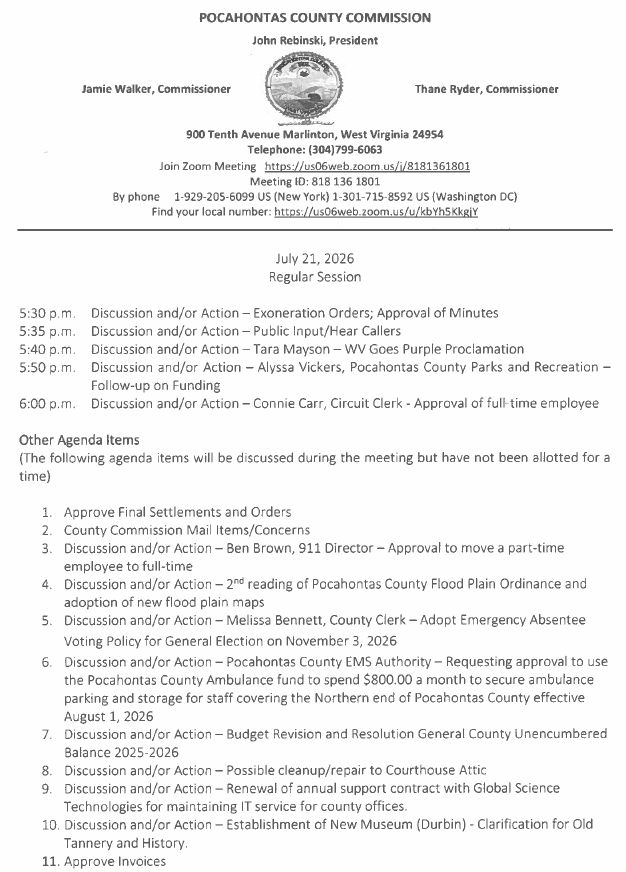 POCAHONTAS COUNTY COMMISSION
John Rebinski, President
Jamie Walker, Commissioner
Thane Ryder, Commissioner
900 Tenth Avenue Marlinton, West Virginia 24954
Telephone: (304)799-6063
Join Zoom Meeting https://us06web.zoom.us/j/8181361801
Meeting ID: 818 136 1801
By phone 1-929-205-6099 US (New York) 1-301-715-8592 US (Washington DC)
Find your local number: https://us06web.zoom.us/u/kbYh5KkgjY
July 21, 2026
Regular Session
5:30 p.m. Discussion and/or Action – Exoneration Orders; Approval of Minutes
5:35 p.m. Discussion and/or Action – Public Input/Hear Callers
5:40 p.m. Discussion and/or Action – Tara Mayson – WV Goes Purple Proclamation
5:50 p.m. Discussion and/or Action – Alyssa Vickers, Pocahontas County Parks and Recreation –
Follow-up on Funding
6:00 p.m. Discussion and/or Action – Connie Carr, Circuit Clerk - Approval of full-time employee
Other Agenda Items
(The following agenda items will be discussed during the meeting but have not been allotted for a
time)
1. Approve Final Settlements and Orders
2. County Commission Mail Items/Concerns
3. Discussion and/or Action – Ben Brown, 911 Director – Approval to move a part-time
employee to full-time
4. Discussion and/or Action – 2nd reading of Pocahontas County Flood Plain Ordinance and
adoption of new flood plain maps
5. Discussion and/or Action – Melissa Bennett, County Clerk – Adopt Emergency Absentee
Voting Policy for General Election on November 3, 2026
6. Discussion and/or Action – Pocahontas County EMS Authority – Requesting approval to use
the Pocahontas County Ambulance fund to spend $800.00 a month to secure ambulance
parking and storage for staff covering the Northern end of Pocahontas County effective
August 1, 2026
7. Discussion and/or Action – Budget Revision and Resolution General County Unencumbered
Balance 2025-2026
8. Discussion and/or Action – Possible cleanup/repair to Courthouse Attic
9. Discussion and/or Action – Renewal of annual support contract with Global Science
Technologies for maintaining IT service for county offices.
10. Discussion and/or Action – Establishment of New Museum (Durbin) - Clarification for Old
Tannery and History.
11. Approve Invoices